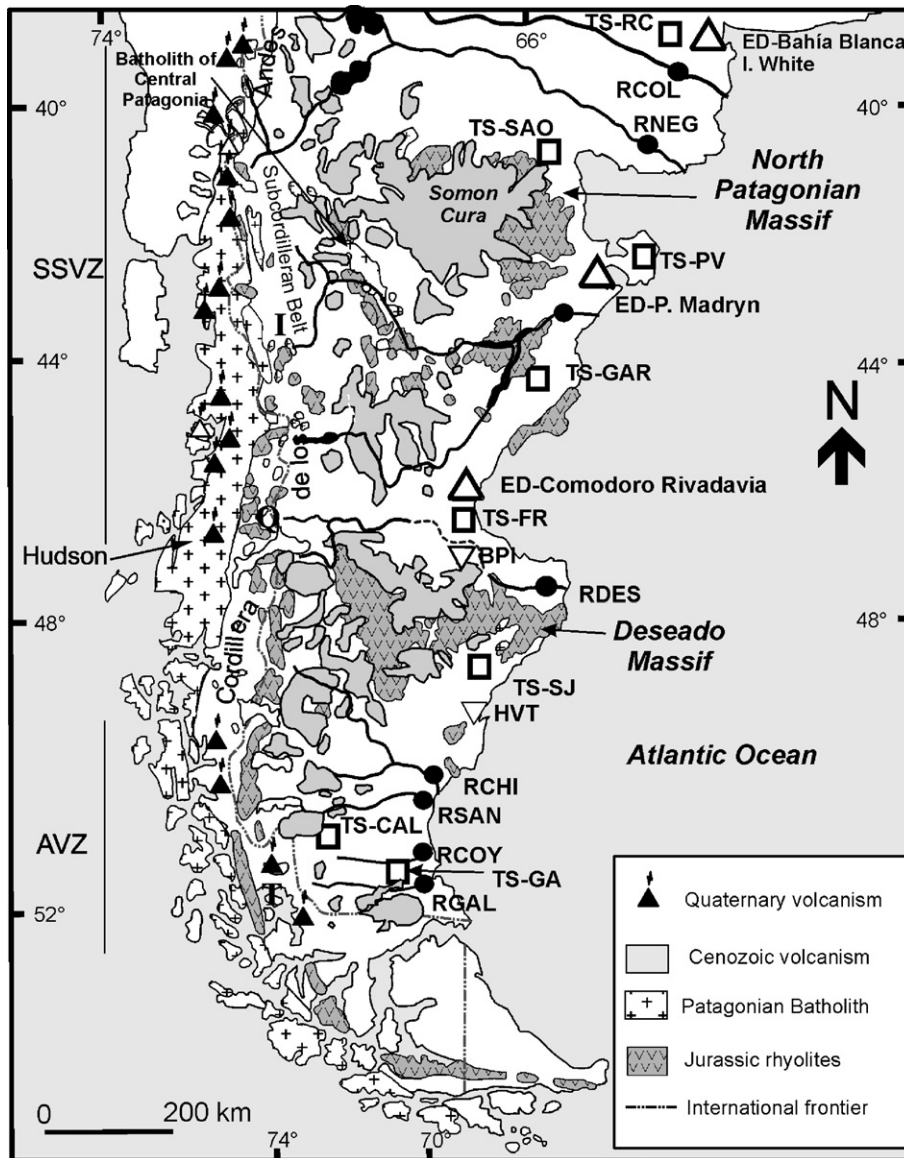 74°
66°
TS-RC
ED-Bahía Blanca
I. White
Batholith of
Central
Patagonia
Andes
40°
40°
RCOL
RNEG
TS-SAO
North
Patagonian
Massif
Somon
Cura
Subcordilleran Belt
SSVZ
TS-PV
ED-P. Madryn
I
44°
44°
TS-GAR
N
de los
ED-Comodoro Rivadavia
TS-FR
Q
BPI
Hudson
RDES
48°
48°
Deseado
Massif
Cordillera
TS-SJ
HVT
Atlantic Ocean
RCHI
RSAN
TS-CAL
AVZ
RCOY
TS-GA
T
RGAL
52°
52°
Quaternary volcanism
Cenozoic volcanism
Patagonian Batholith
Jurassic rhyolites
International frontier
0 200 km
74°
70°